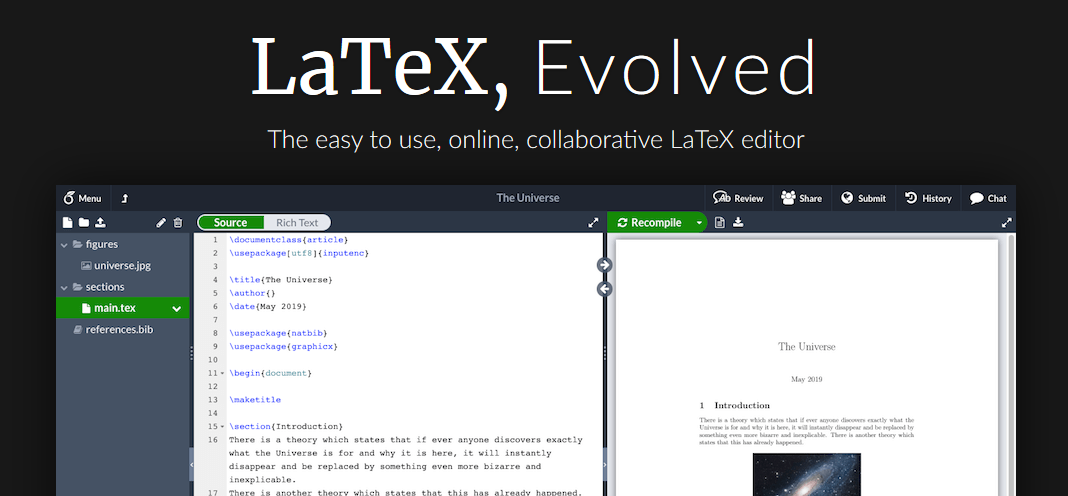 LaTeX, Evolved
The easy to use, online, collaborative LaTeX editor
Menu
The Universe
Review
Share
Submit
History
Chat
Source
Rich Text
Recompile
figures
universe.jpg
sections
main.tex
references.bib
1 \documentclass{article}
2 \usepackage[utf8]{inputenc}
3
4 \title{The Universe}
5 \author{}
6 \date{May 2019}
7
8 \usepackage{natbib}
9 \usepackage{graphicx}
10
11 \begin{document}
12
13 \maketitle
14
15 \section{Introduction}
16 There is a theory which states that if ever anyone discovers exactly
what the Universe is for and why it is here, it will instantly
disappear and be replaced by something even more bizarre and
inexplicable.
17 There is another theory which states that this has already happened.
The Universe
May 2019
1 Introduction
There is a theory which states that if ever anyone discovers exactly what the
Universe is for and why it is here, it will instantly disappear and be replaced by
something even more bizarre and inexplicable. There is another theory which
states that this has already happened.